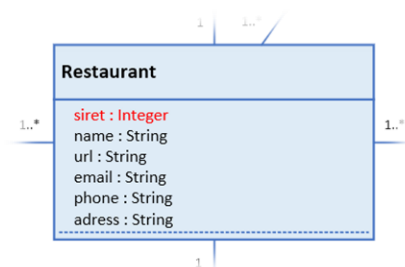 1
1..*
Restaurant
siret : Integer
name : String
1..*
1..*
url : String
email : String
phone : String
adress : String
1